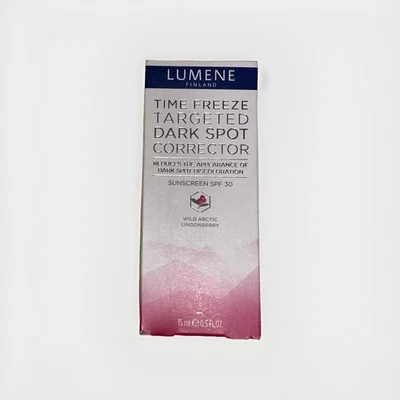 LUMENE
FINLAND
TIME FREEZE
TARGETED
DARK SPOT
CORRECTOR
REDUCES THE APPEARANCE OF
DARK SPOT DISCOLORATION
SUNSCREEN SPF 30
WILD ARCTIC
LINGONBERRY
15 ml ℮ 0.5 FL.OZ.